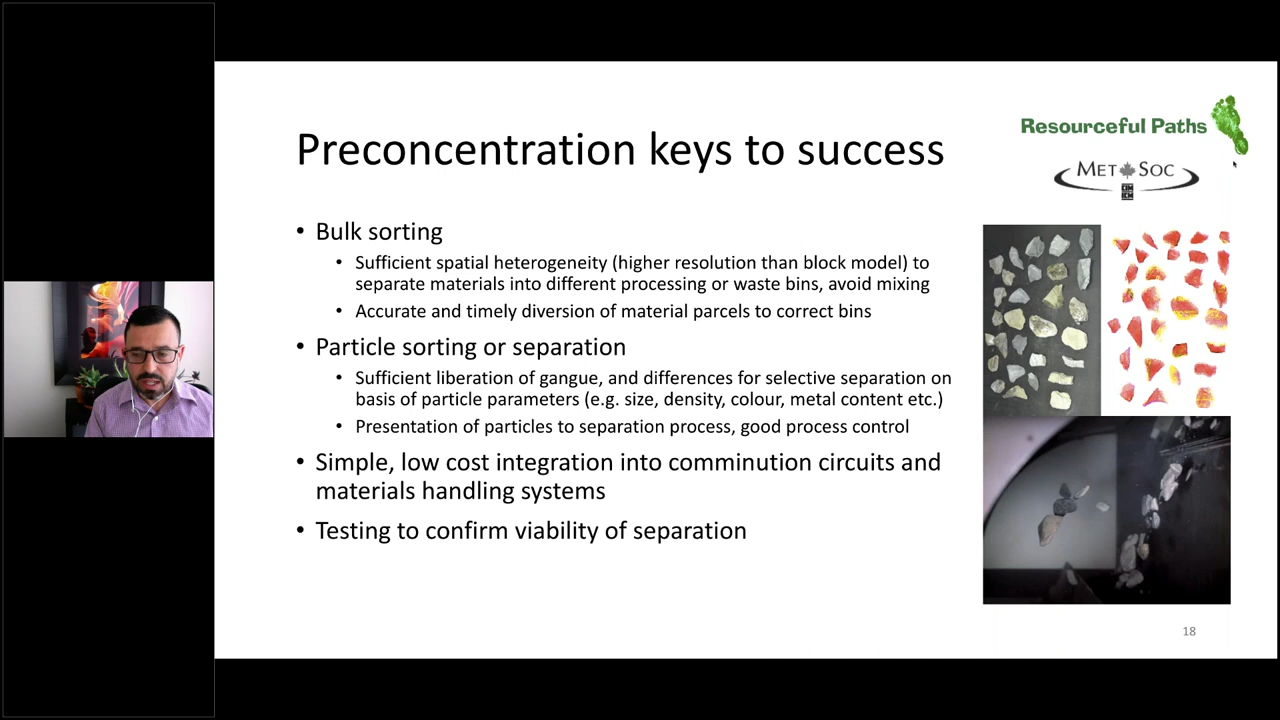 Resourceful Paths
MET SOC
CIM
ICM
Preconcentration keys to success
• Bulk sorting
• Sufficient spatial heterogeneity (higher resolution than block model) to
separate materials into different processing or waste bins, avoid mixing
• Accurate and timely diversion of material parcels to correct bins
• Particle sorting or separation
• Sufficient liberation of gangue, and differences for selective separation on
basis of particle parameters (e.g. size, density, colour, metal content etc.)
• Presentation of particles to separation process, good process control
• Simple, low cost integration into comminution circuits and
materials handling systems
• Testing to confirm viability of separation
18